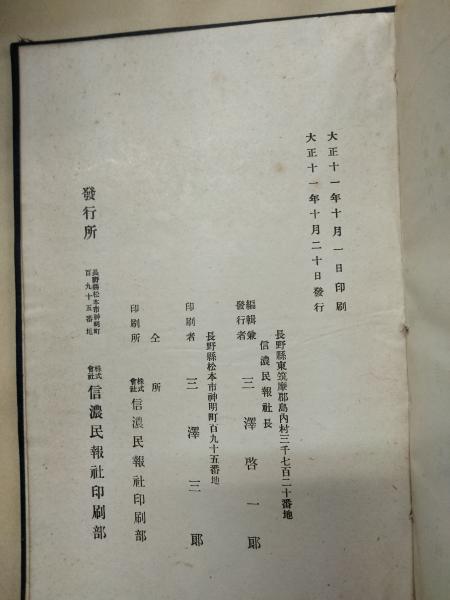 大正十一年十月一日印刷
大正十一年十月二十日發行
長野縣東筑摩郡島內村三千七百二十番地
信濃民報社長
編輯兼
發行者 三澤啓一郎
長野縣松本市神明町百九十五番地
印刷者 三澤三郎
仝所
印刷所 株式會社 信濃民報社印刷部
發行所 長野縣松本市神明町百九十五番地 株式會社 信濃民報社印刷部